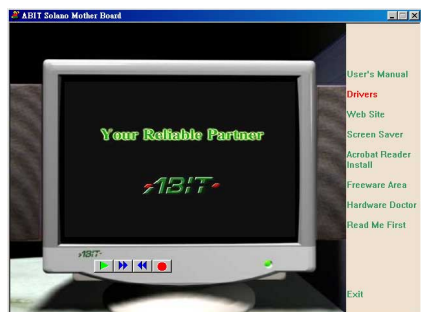 ABIT Solano Mother Board
Your Reliable Partner
ABIT
ABIT
User's Manual
Drivers
Web Site
Screen Saver
Acrobat Reader
Install
Freeware Area
Hardware Doctor
Read Me First
Exit